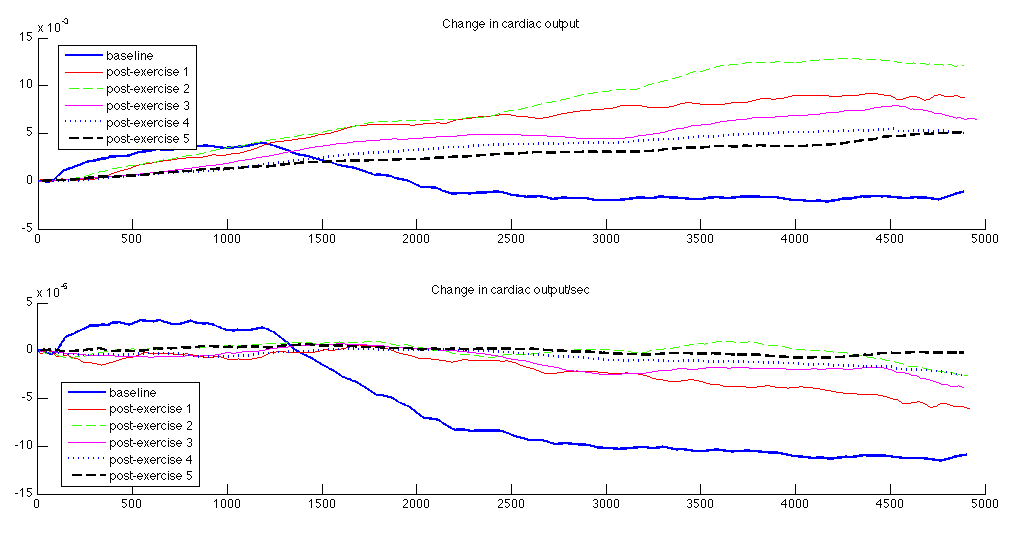 Change in cardiac output
x 10-3
15
10
5
0
-5
baseline
post-exercise 1
post-exercise 2
post-exercise 3
post-exercise 4
post-exercise 5
0 500 1000 1500 2000 2500 3000 3500 4000 4500 5000
Change in cardiac output/sec
x 10-6
5
0
-5
-10
-15
baseline
post-exercise 1
post-exercise 2
post-exercise 3
post-exercise 4
post-exercise 5
0 500 1000 1500 2000 2500 3000 3500 4000 4500 5000